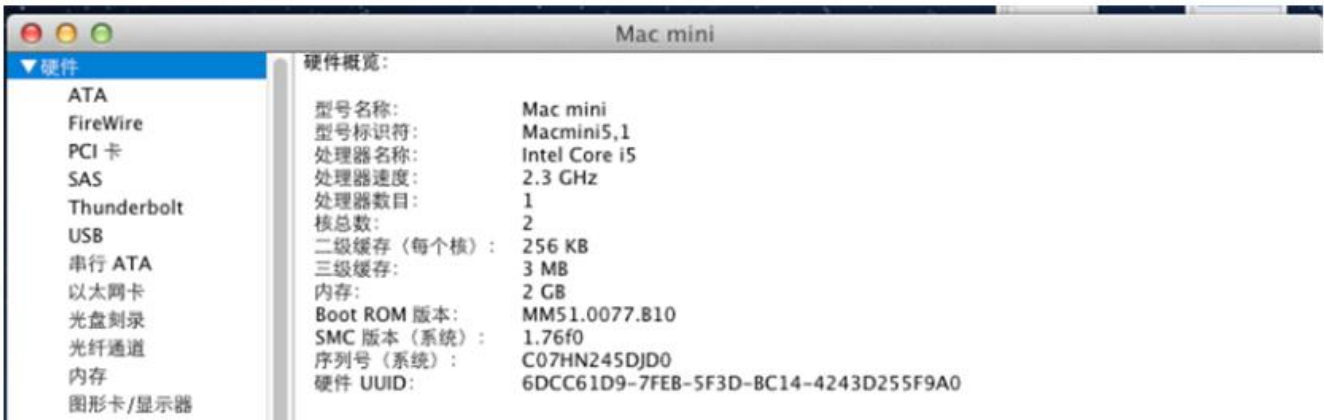 Mac mini
▼硬件
ATA
FireWire
PCI 卡
SAS
Thunderbolt
USB
串行 ATA
以太网卡
光盘刻录
光纤通道
内存
图形卡/显示器
硬件概览：
型号名称： Mac mini
型号标识符： Macmini5,1
处理器名称： Intel Core i5
处理器速度： 2.3 GHz
处理器数目： 1
核总数： 2
二级缓存（每个核）： 256 KB
三级缓存： 3 MB
内存： 2 GB
Boot ROM 版本： MM51.0077.B10
SMC 版本（系统）： 1.76f0
序列号（系统）： C07HN245DJD0
硬件 UUID： 6DCC61D9-7FEB-5F3D-BC14-4243D255F9A0